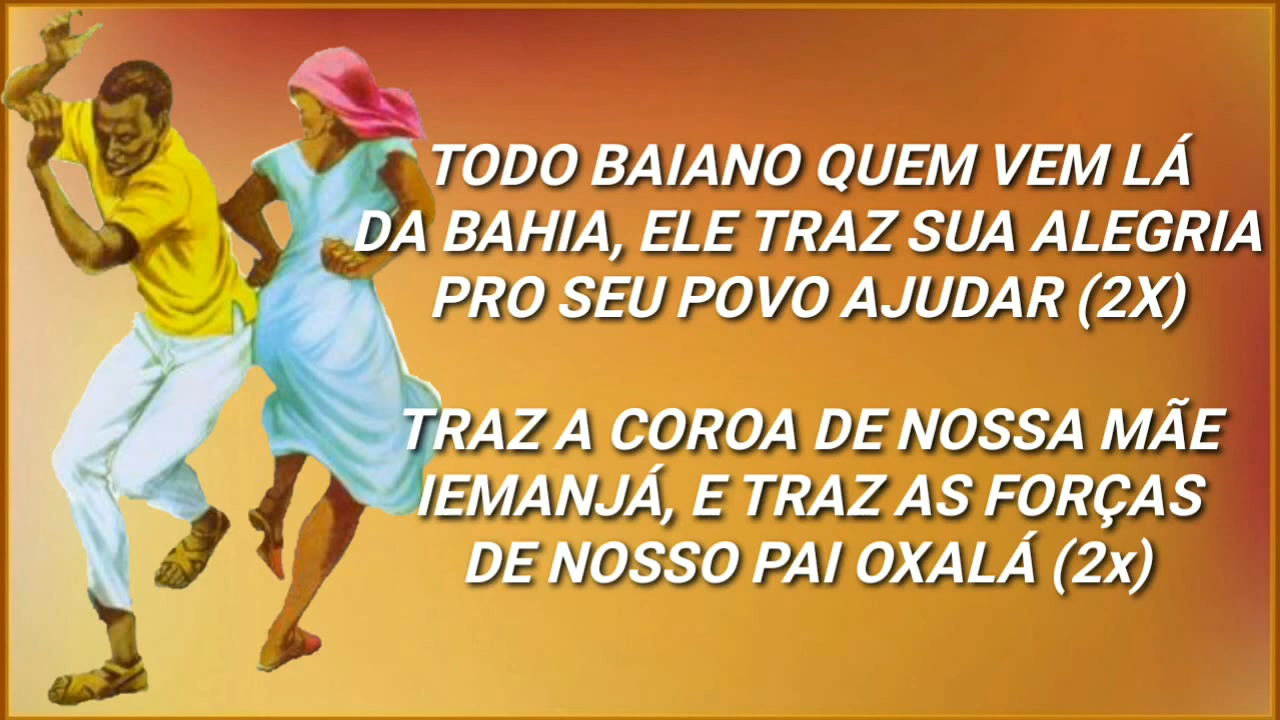 TODO BAIANO QUEM VEM LÁ
DA BAHIA, ELE TRAZ SUA ALEGRIA
PRO SEU POVO AJUDAR (2X)
TRAZ A COROA DE NOSSA MÃE
IEMANJÁ, E TRAZ AS FORÇAS
DE NOSSO PAI OXALÁ (2x)